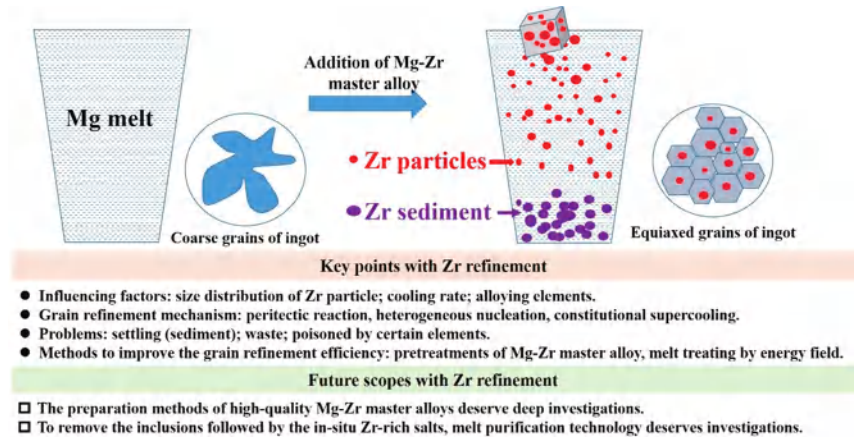 Addition of Mg-Zr
master alloy
Mg melt
Zr particles
Zr sediment
Coarse grains of ingot
Equiaxed grains of ingot
Key points with Zr refinement
● Influencing factors: size distribution of Zr particle; cooling rate; alloying elements.
● Grain refinement mechanism: peritectic reaction, heterogeneous nucleation, constitutional supercooling.
● Problems: settling (sediment); waste; poisoned by certain elements.
● Methods to improve the grain refinement efficiency: pretreatments of Mg-Zr master alloy, melt treating by energy field.
Future scopes with Zr refinement
□ The preparation methods of high-quality Mg-Zr master alloys deserve deep investigations.
□ To remove the inclusions followed by the in-situ Zr-rich salts, melt purification technology deserves investigations.